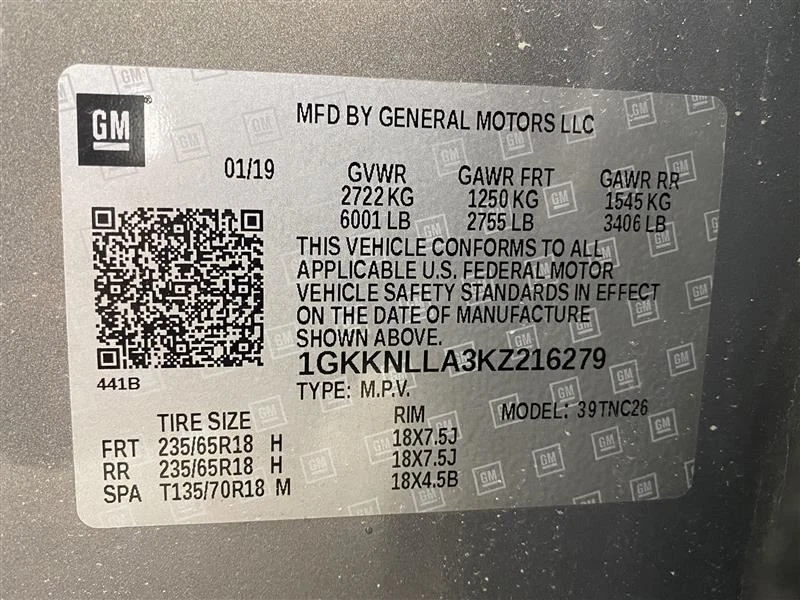 GM
MFD BY GENERAL MOTORS LLC
01/19
GVWR GAWR FRT GAWR RR
2722 KG 1250 KG 1545 KG
6001 LB 2755 LB 3406 LB
THIS VEHICLE CONFORMS TO ALL
APPLICABLE U.S. FEDERAL MOTOR
VEHICLE SAFETY STANDARDS IN EFFECT
ON THE DATE OF MANUFACTURE
SHOWN ABOVE.
441B
1GKKNLLA3KZ216279
TYPE: M.P.V. MODEL: 39TNC26
TIRE SIZE RIM
FRT 235/65R18 H 18X7.5J
RR 235/65R18 H 18X7.5J
SPA T135/70R18 M 18X4.5B